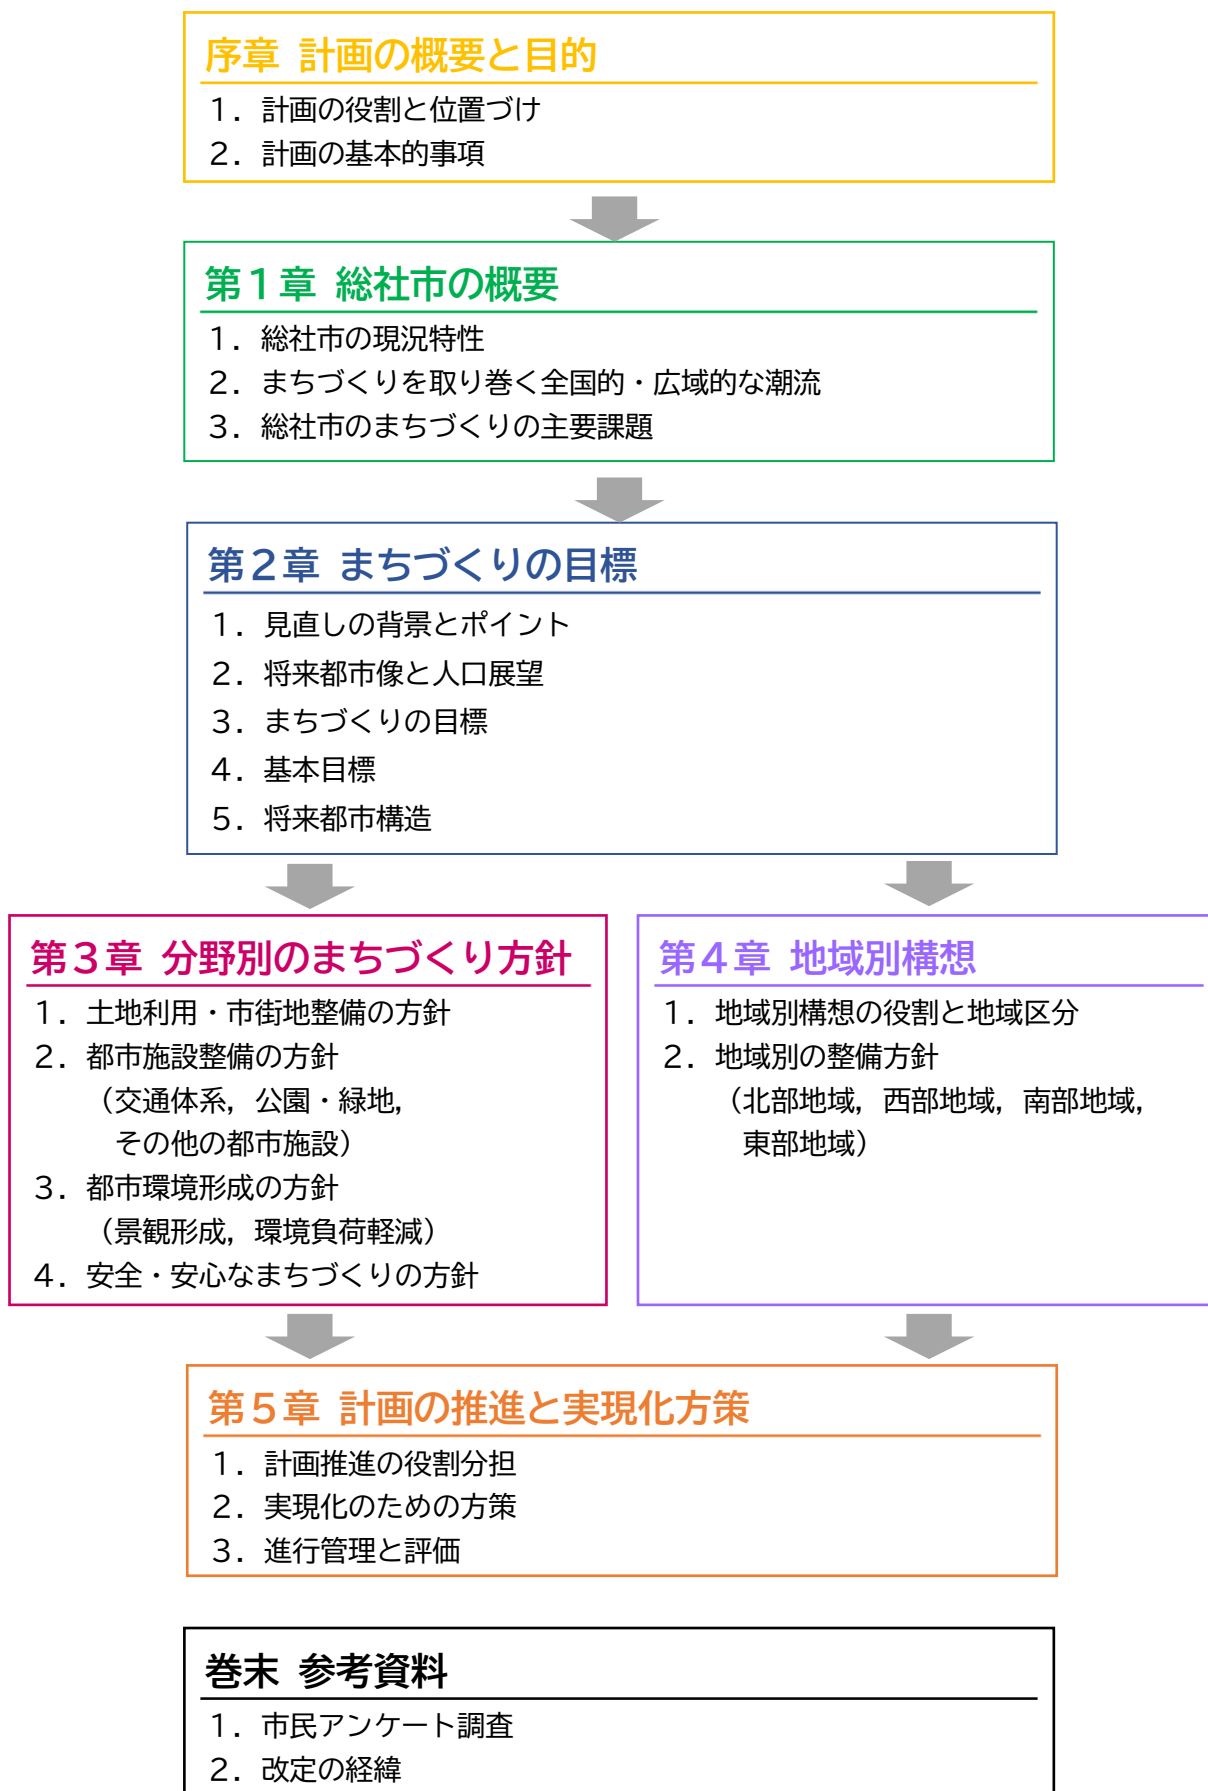 序章 計画の概要と目的
１．計画の役割と位置づけ
２．計画の基本的事項
第１章 総社市の概要
１．総社市の現況特性
２．まちづくりを取り巻く全国的・広域的な潮流
３．総社市のまちづくりの主要課題
第２章 まちづくりの目標
１．見直しの背景とポイント
２．将来都市像と人口展望
３．まちづくりの目標
４．基本目標
５．将来都市構造
第３章 分野別のまちづくり方針
１．土地利用・市街地整備の方針
２．都市施設整備の方針
（交通体系，公園・緑地，
その他の都市施設）
３．都市環境形成の方針
（景観形成，環境負荷軽減）
４．安全・安心なまちづくりの方針
第４章 地域別構想
１．地域別構想の役割と地域区分
２．地域別の整備方針
（北部地域，西部地域，南部地域，
東部地域）
第５章 計画の推進と実現化方策
１．計画推進の役割分担
２．実現化のための方策
３．進行管理と評価
巻末 参考資料
１．市民アンケート調査
２．改定の経緯